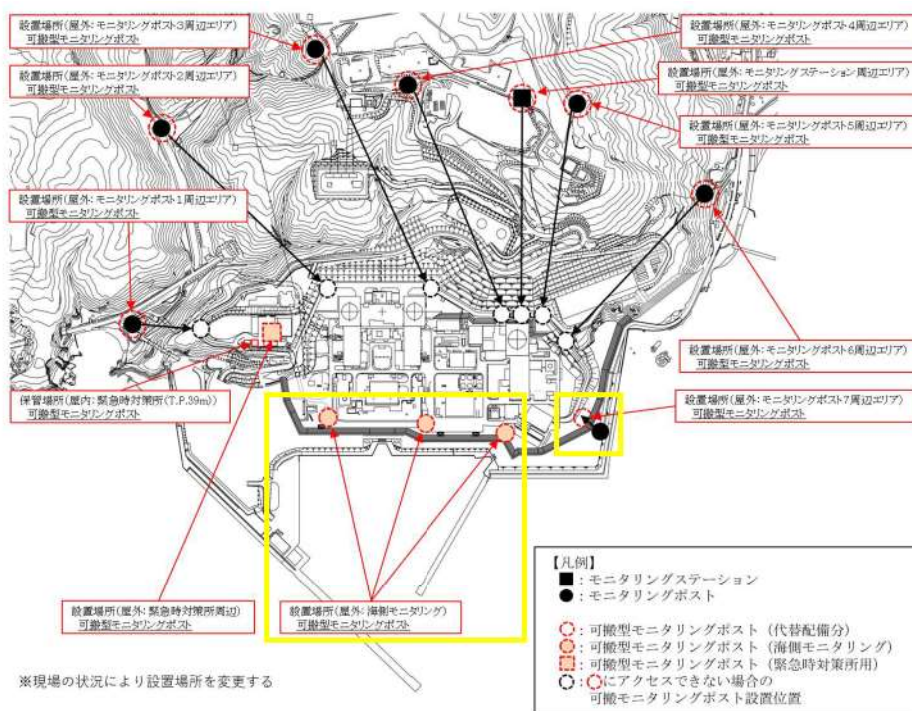 設置場所(屋外：モニタリングポスト3周辺エリア)
可搬型モニタリングポスト
設置場所(屋外：モニタリングポスト4周辺エリア)
可搬型モニタリングポスト
設置場所(屋外：モニタリングポスト2周辺エリア)
可搬型モニタリングポスト
設置場所(屋外：モニタリングステーション周辺エリア)
可搬型モニタリングポスト
設置場所(屋外：モニタリングポスト5周辺エリア)
可搬型モニタリングポスト
設置場所(屋外：モニタリングポスト1周辺エリア)
可搬型モニタリングポスト
設置場所(屋外：モニタリングポスト6周辺エリア)
可搬型モニタリングポスト
保管場所(屋内：緊急時対策所(T.P.39m))
可搬型モニタリングポスト
設置場所(屋外：モニタリングポスト7周辺エリア)
可搬型モニタリングポスト
設置場所(屋外：緊急時対策所周辺)
可搬型モニタリングポスト
設置場所(屋外：海側モニタリング)
可搬型モニタリングポスト
※現場の状況により設置場所を変更する
【凡例】
■：モニタリングステーション
●：モニタリングポスト
：可搬型モニタリングポスト（代替配備分）
：可搬型モニタリングポスト（海側モニタリング）
：可搬型モニタリングポスト（緊急時対策所用）
：○にアクセスできない場合の
可搬モニタリングポスト設置位置